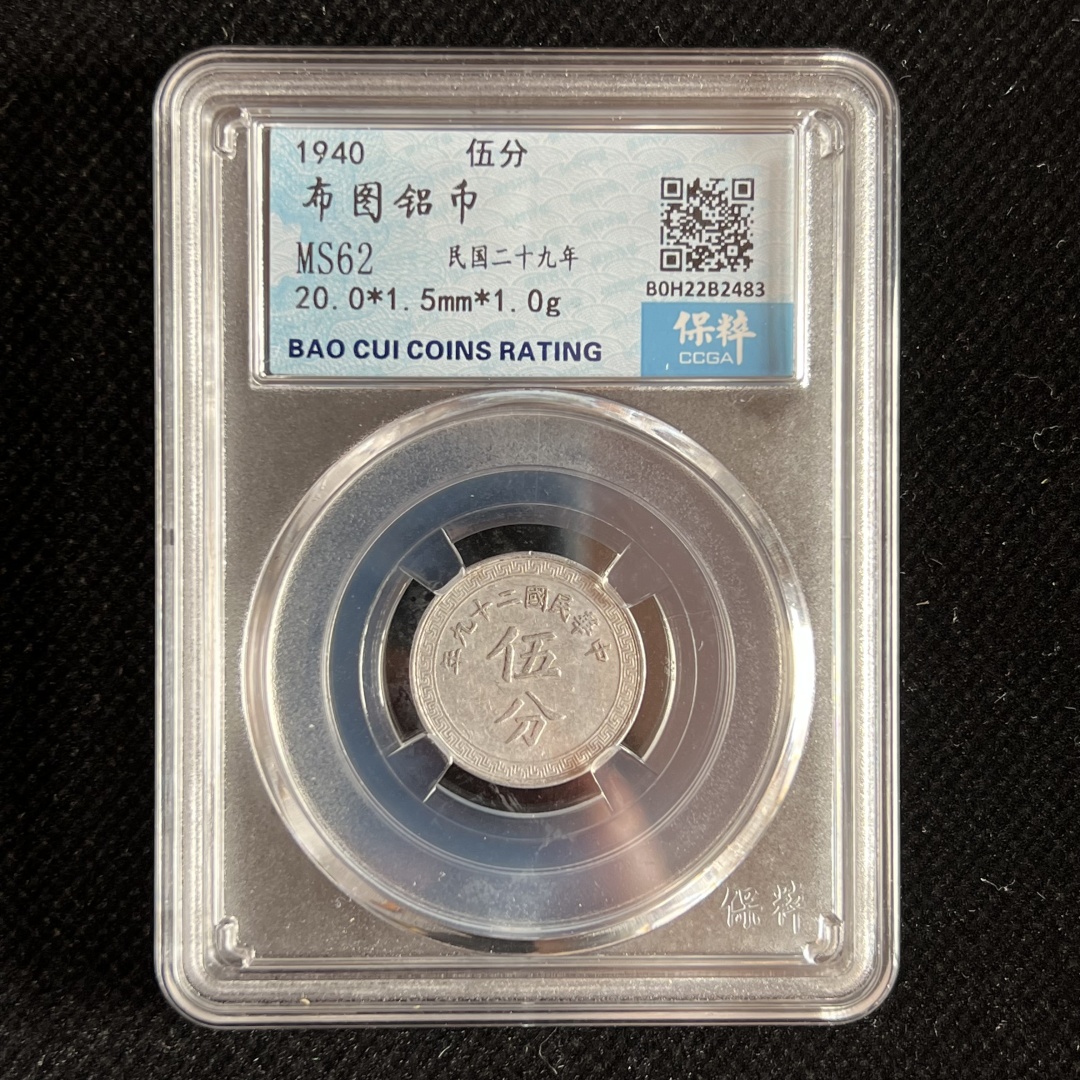 1940 伍分
布图铝币
MS62 民国二十九年
20.0*1.5mm*1.0g
BAO CUI COINS RATING
B0H22B2483
保粹
CCGA
中華民國二十九年
伍
分
保粹